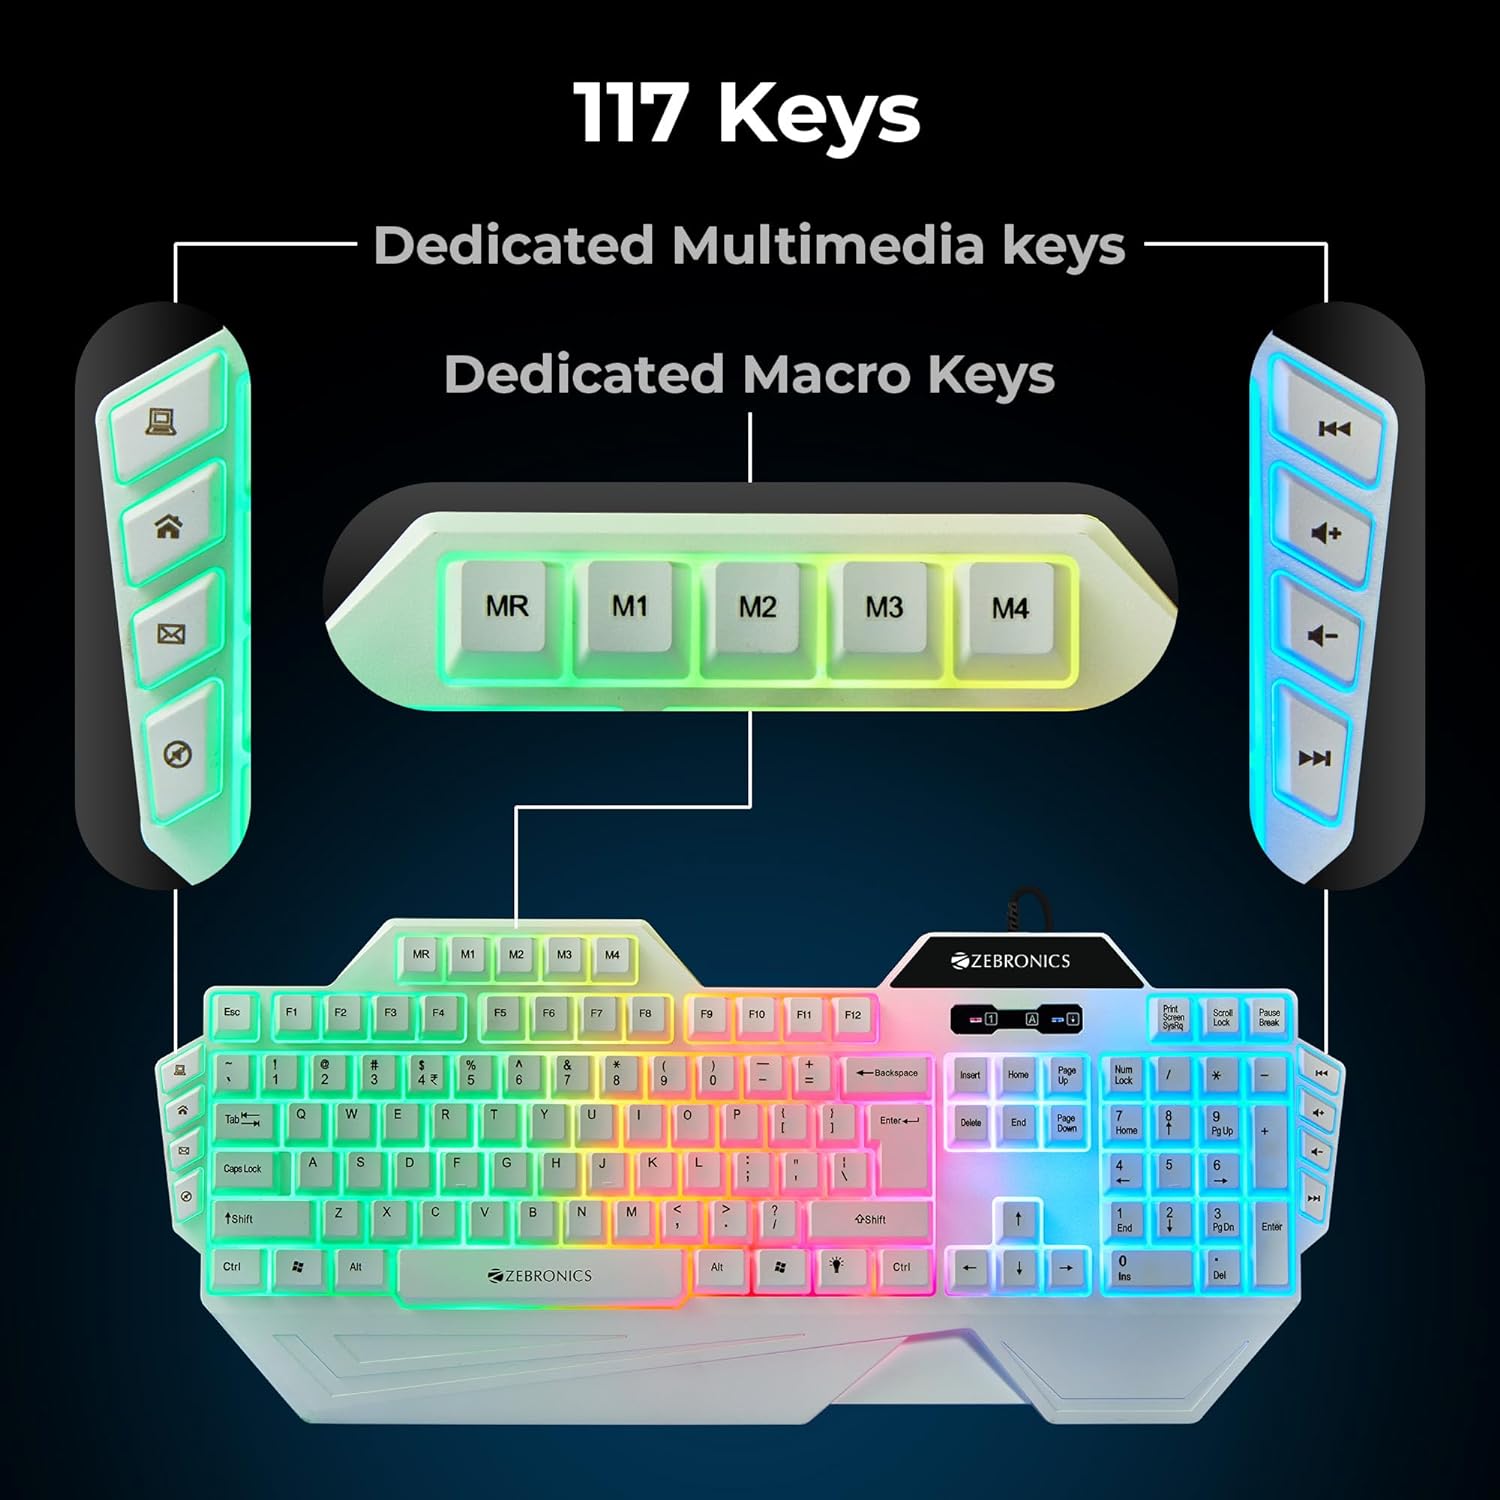 117 Keys
Dedicated Multimedia keys
Dedicated Macro Keys
MR M1 M2 M3 M4
MR M1 M2 M3 M4
ZEBRONICS
Esc F1 F2 F3 F4 F5 F6 F7 F8 F9 F10 F11 F12
1 A
Print Screen SysRq
Scroll Lock
Pause Break
~ ` ! 1 @ 2 # 3 $ 4 ₹ % 5 ^ 6 & 7 * 8 ( 9 ) 0 — – + = ←Backspace
Insert Home Page Up
Num Lock / * –
Tab Q W E R T Y U I O P { [ } ] Enter
Delete End Page Down
7 Home 8 ↑ 9 Pg Up +
Caps Lock A S D F G H J K L : ; " ' | \
4 ← 5 6 →
↑Shift Z X C V B N M < , > . ? / ⇧Shift
↑
1 End 2 ↓ 3 Pg Dn Enter
Ctrl Alt ZEBRONICS Alt Ctrl
← ↓ →
0 Ins . Del